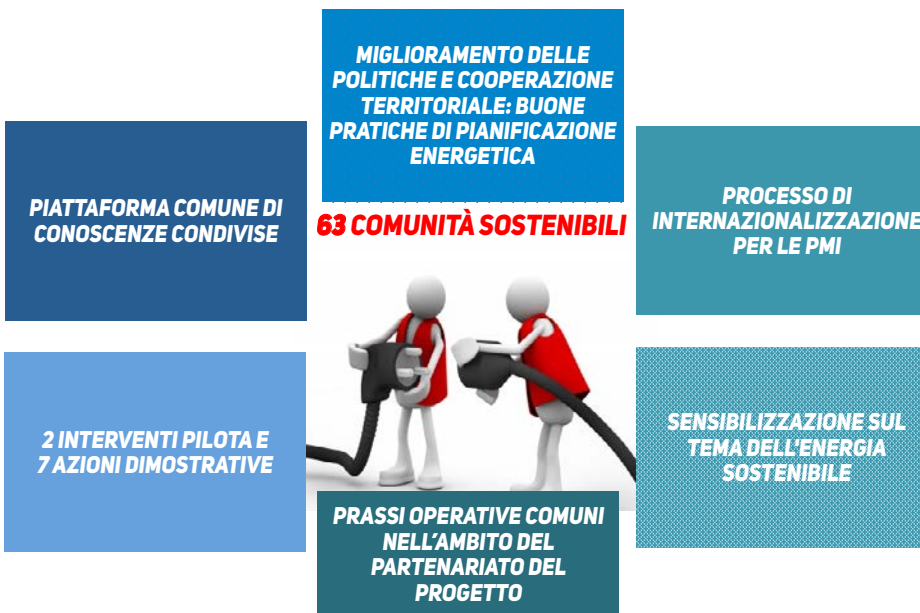 MIGLIORAMENTO DELLE
POLITICHE E COOPERAZIONE
TERRITORIALE: BUONE
PRATICHE DI PIANIFICAZIONE
ENERGETICA
PIATTAFORMA COMUNE DI
CONOSCENZE CONDIVISE
63 COMUNITÀ SOSTENIBILI
PROCESSO DI
INTERNAZIONALIZZAZIONE
PER LE PMI
2 INTERVENTI PILOTA E
7 AZIONI DIMOSTRATIVE
SENSIBILIZZAZIONE SUL
TEMA DELL'ENERGIA
SOSTENIBILE
PRASSI OPERATIVE COMUNI
NELL’AMBITO DEL
PARTENARIATO DEL
PROGETTO